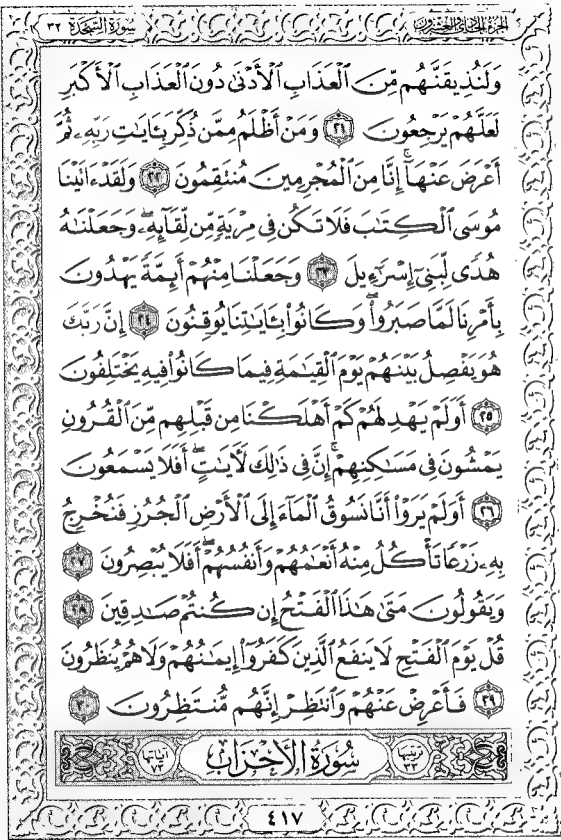 الجزء الحادي والعشرون سورة السجدة ٣٢
وَلَنُذِيقَنَّهُم مِّنَ ٱلۡعَذَابِ ٱلۡأَدۡنَىٰ دُونَ ٱلۡعَذَابِ ٱلۡأَكۡبَرِ
لَعَلَّهُمۡ يَرۡجِعُونَ ٢١ وَمَنۡ أَظۡلَمُ مِمَّن ذُكِّرَ بِـَٔايَٰتِ رَبِّهِۦ ثُمَّ
أَعۡرَضَ عَنۡهَآۚ إِنَّا مِنَ ٱلۡمُجۡرِمِينَ مُنتَقِمُونَ ٢٢ وَلَقَدۡ ءَاتَيۡنَا
مُوسَى ٱلۡكِتَٰبَ فَلَا تَكُن فِي مِرۡيَةٖ مِّن لِّقَآئِهِۦۖ وَجَعَلۡنَٰهُ
هُدٗى لِّبَنِيٓ إِسۡرَٰٓءِيلَ ٢٣ وَجَعَلۡنَا مِنۡهُمۡ أَئِمَّةٗ يَهۡدُونَ
بِأَمۡرِنَا لَمَّا صَبَرُواْۖ وَكَانُواْ بِـَٔايَٰتِنَا يُوقِنُونَ ٢٤ إِنَّ رَبَّكَ
هُوَ يَفۡصِلُ بَيۡنَهُمۡ يَوۡمَ ٱلۡقِيَٰمَةِ فِيمَا كَانُواْ فِيهِ يَخۡتَلِفُونَ
٢٥ أَوَلَمۡ يَهۡدِ لَهُمۡ كَمۡ أَهۡلَكۡنَا مِن قَبۡلِهِم مِّنَ ٱلۡقُرُونِ
يَمۡشُونَ فِي مَسَٰكِنِهِمۡۚ إِنَّ فِي ذَٰلِكَ لَأٓيَٰتٍۚ أَفَلَا يَسۡمَعُونَ
٢٦ أَوَلَمۡ يَرَوۡاْ أَنَّا نَسُوقُ ٱلۡمَآءَ إِلَى ٱلۡأَرۡضِ ٱلۡجُرُزِ فَنُخۡرِجُ
بِهِۦ زَرۡعٗا تَأۡكُلُ مِنۡهُ أَنۡعَٰمُهُمۡ وَأَنفُسُهُمۡۚ أَفَلَا يُبۡصِرُونَ ٢٧
وَيَقُولُونَ مَتَىٰ هَٰذَا ٱلۡفَتۡحُ إِن كُنتُمۡ صَٰدِقِينَ ٢٨
قُلۡ يَوۡمَ ٱلۡفَتۡحِ لَا يَنفَعُ ٱلَّذِينَ كَفَرُوٓاْ إِيمَٰنُهُمۡ وَلَا هُمۡ يُنظَرُونَ
٢٩ فَأَعۡرِضۡ عَنۡهُمۡ وَٱنتَظِرۡ إِنَّهُم مُّنتَظِرُونَ ٣٠
ترتيبها ٣٣ سُورَةُ الأَحْزَابِ آياتها ٧٣
٤١٧